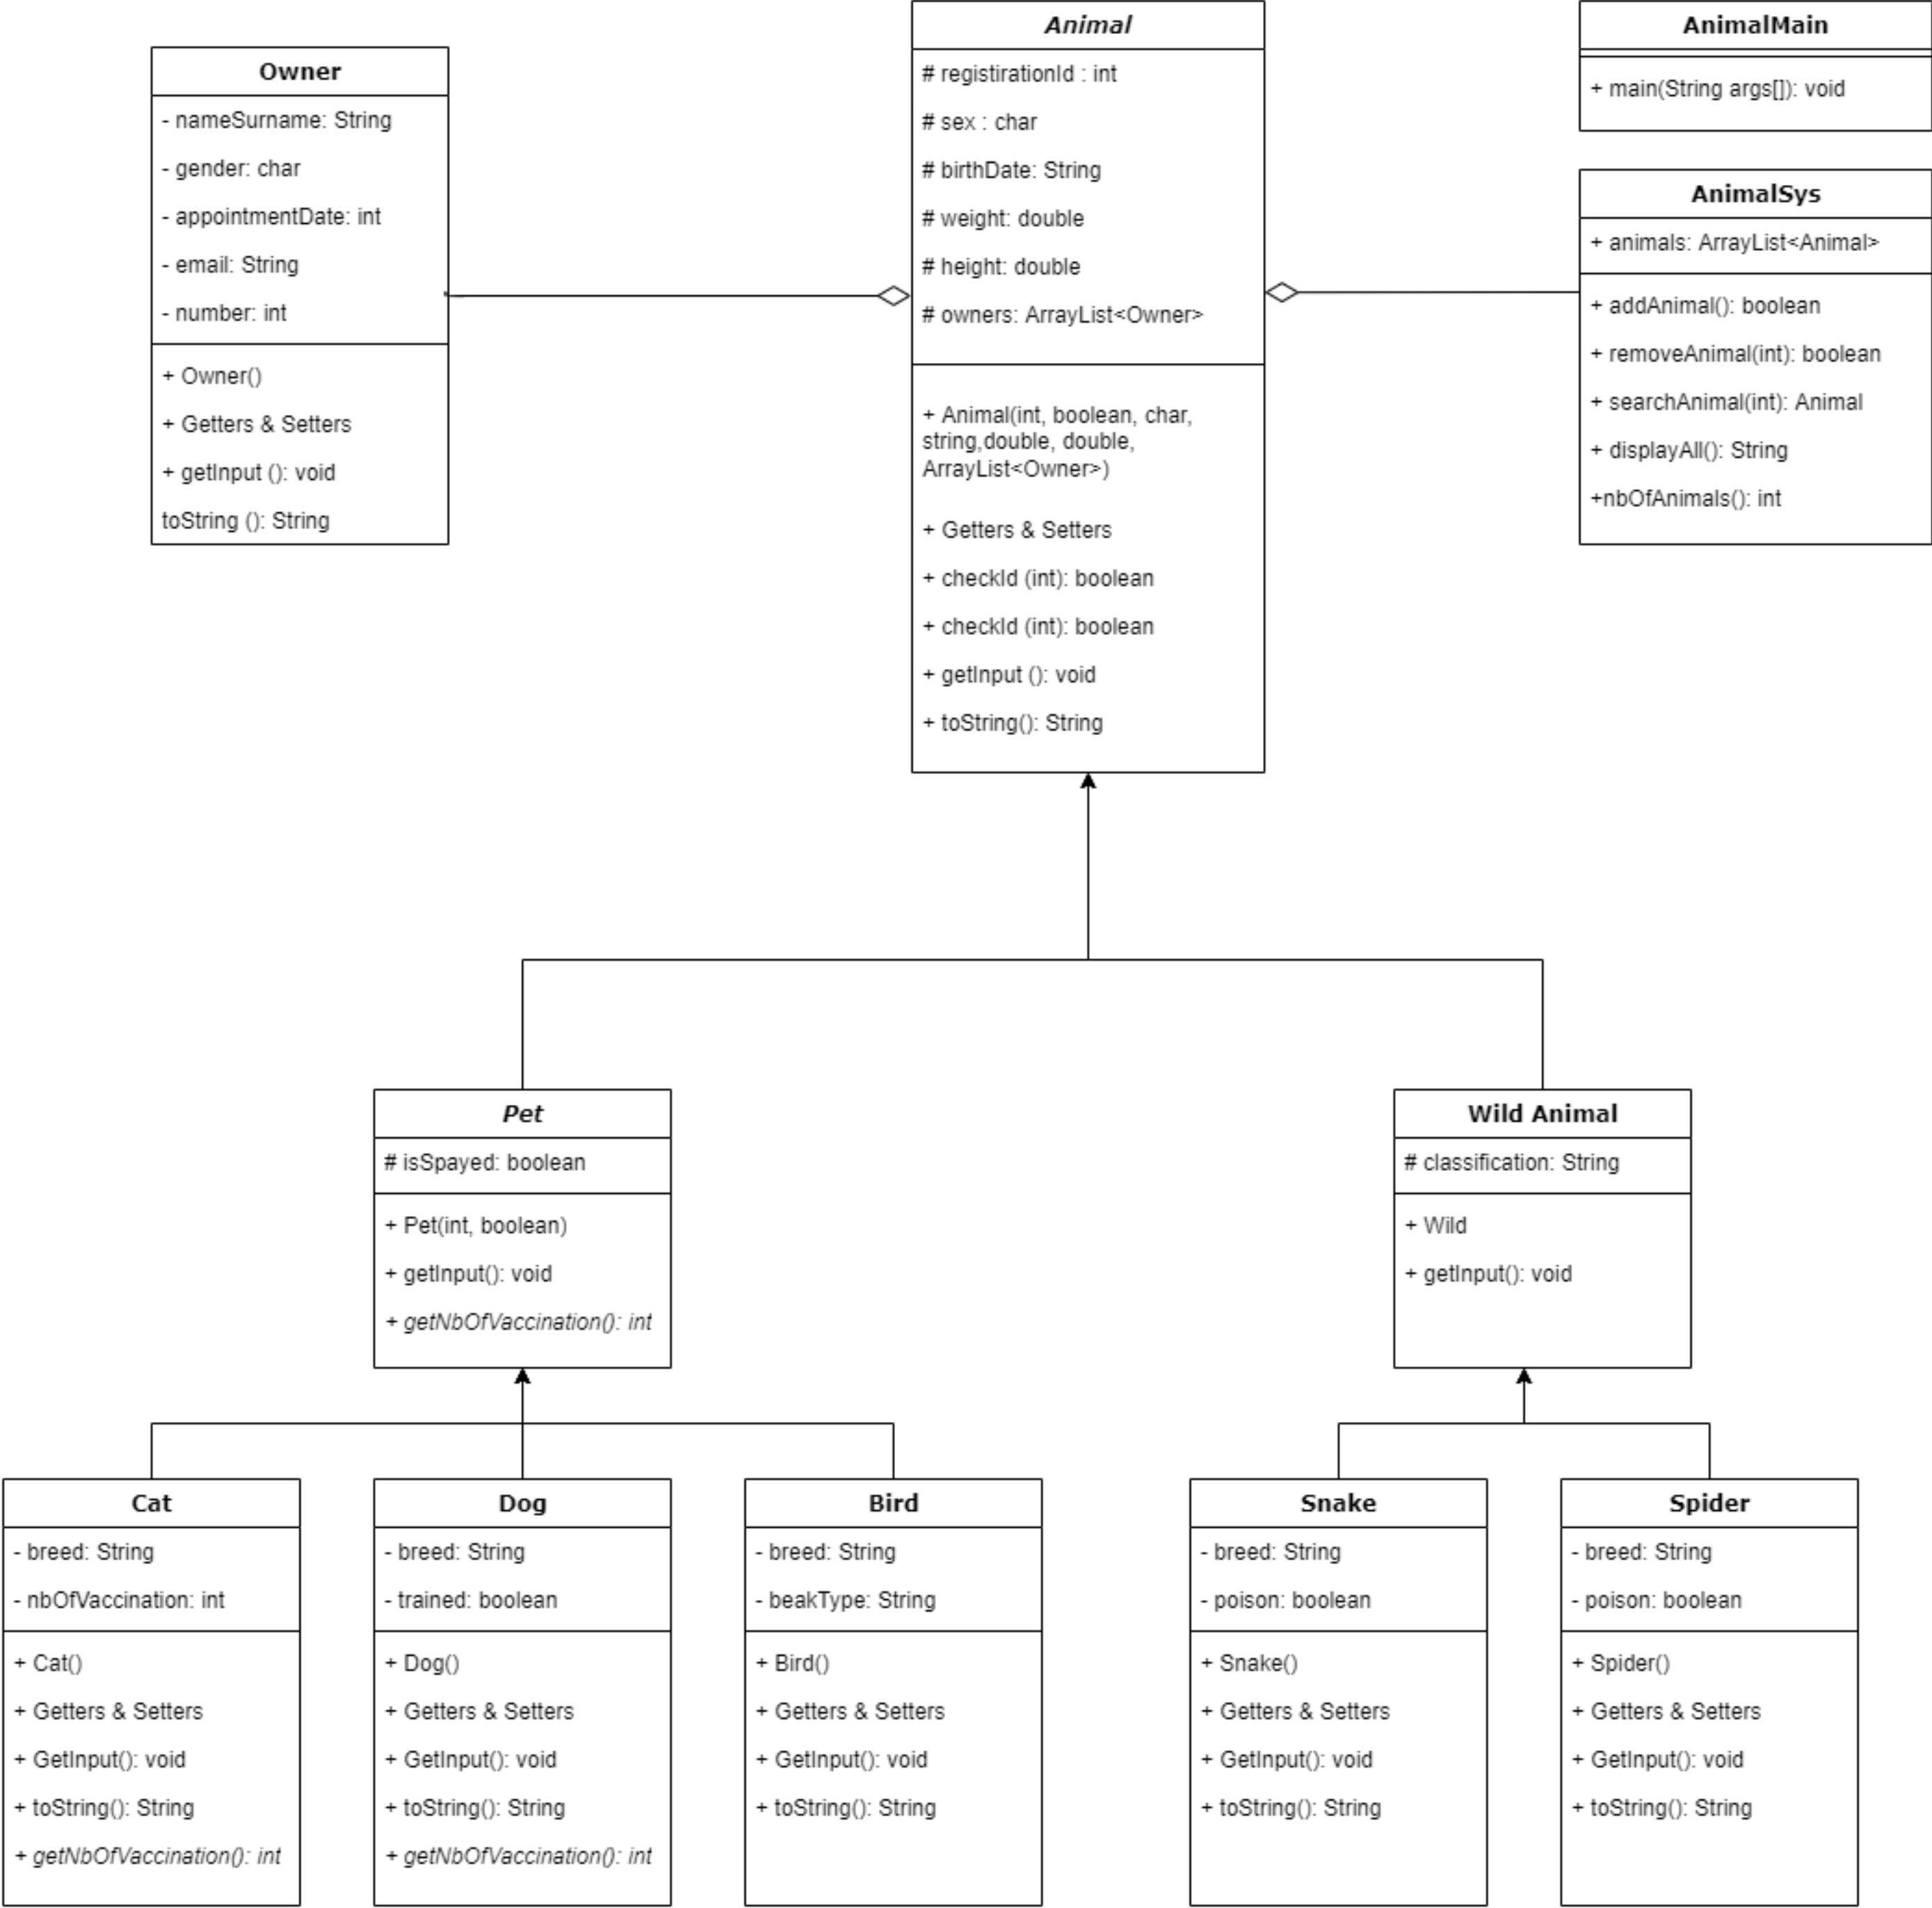 Owner
- nameSurname: String
- gender: char
- appointmentDate: int
- email: String
- number: int
+ Owner()
+ Getters & Setters
+ getInput (): void
toString (): String
Animal
# registirationId : int
# sex : char
# birthDate: String
# weight: double
# height: double
# owners: ArrayList<Owner>
+ Animal(int, boolean, char,
string,double, double,
ArrayList<Owner>)
+ Getters & Setters
+ checkId (int): boolean
+ checkId (int): boolean
+ getInput (): void
+ toString(): String
AnimalMain
+ main(String args[]): void
AnimalSys
+ animals: ArrayList<Animal>
+ addAnimal(): boolean
+ removeAnimal(int): boolean
+ searchAnimal(int): Animal
+ displayAll(): String
+nbOfAnimals(): int
Pet
# isSpayed: boolean
+ Pet(int, boolean)
+ getInput(): void
+ getNbOfVaccination(): int
Wild Animal
# classification: String
+ Wild
+ getInput(): void
Cat
- breed: String
- nbOfVaccination: int
+ Cat()
+ Getters & Setters
+ GetInput(): void
+ toString(): String
+ getNbOfVaccination(): int
Dog
- breed: String
- trained: boolean
+ Dog()
+ Getters & Setters
+ GetInput(): void
+ toString(): String
+ getNbOfVaccination(): int
Bird
- breed: String
- beakType: String
+ Bird()
+ Getters & Setters
+ GetInput(): void
+ toString(): String
Snake
- breed: String
- poison: boolean
+ Snake()
+ Getters & Setters
+ GetInput(): void
+ toString(): String
Spider
- breed: String
- poison: boolean
+ Spider()
+ Getters & Setters
+ GetInput(): void
+ toString(): String